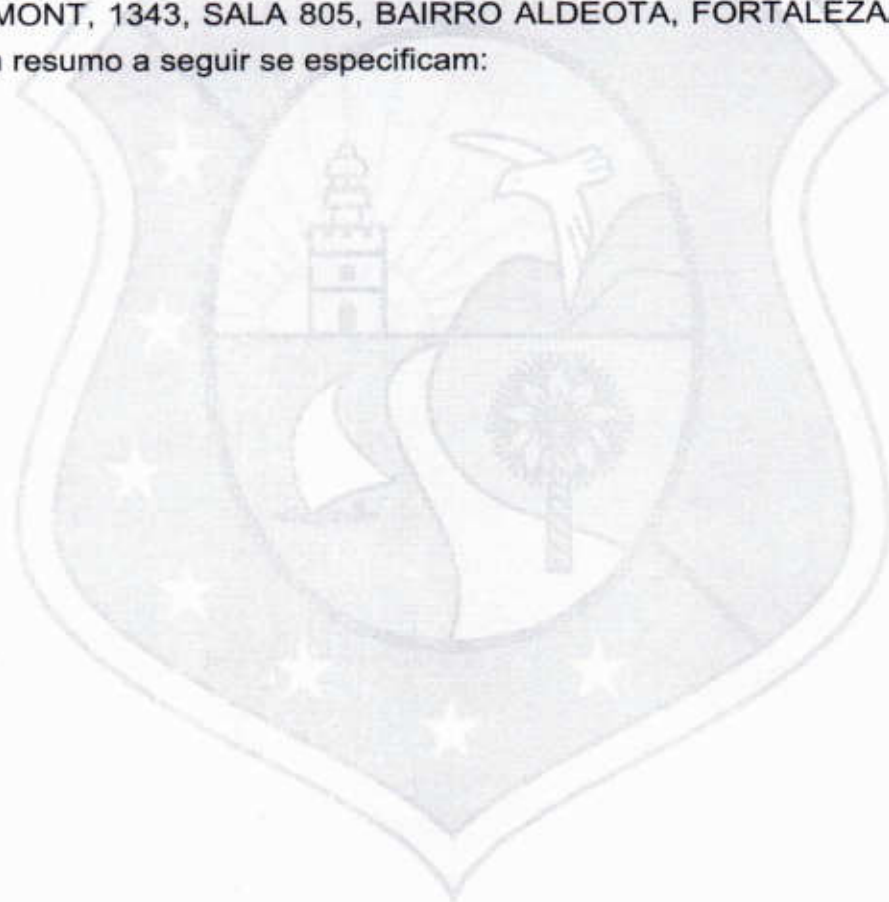 MONT, 1343, SALA 805, BAIRRO ALDEOTA, FORTALEZA
resumo a seguir se especificam: